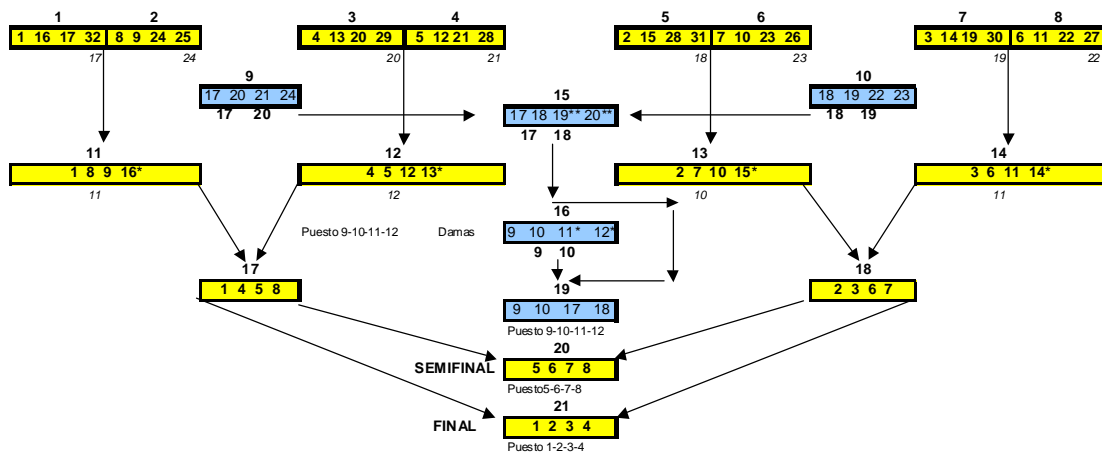 1 2 3 4 5 6 7 8
1 16 17 32 8 9 24 25 4 13 20 29 5 12 21 28 2 15 28 31 7 10 23 26 3 14 19 30 6 11 22 27
17 24 20 21 18 23 19 22
9 15 10
17 20 21 24 17 18 19** 20** 18 19 22 23
17 20 17 18 18 19
11 12 13 14
1 8 9 16* 4 5 12 13* 2 7 10 15* 3 6 11 14*
11 12 10 11
16
Puesto 9-10-11-12 Damas 9 10 11* 12*
9 10
17 19 18
1 4 5 8 2 3 6 7
9 10 17 18
Puesto 9-10-11-12
20
SEMIFINAL 5 6 7 8
Puesto5-6-7-8
21
FINAL 1 2 3 4
Puesto 1-2-3-4